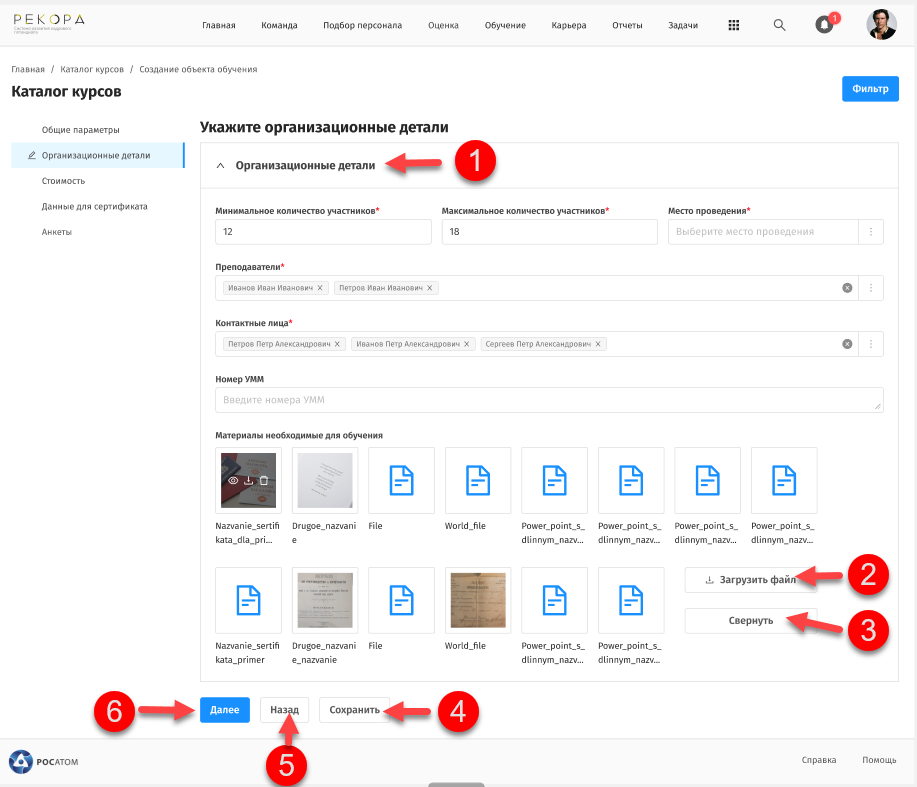 РЕКОРА
Главная Команда Подбор персонала Оценка Обучение Карьера Отчеты Задачи 1
Главная / Каталог курсов / Создание объекта обучения
Каталог курсов
Фильтр
Общие параметры
Организационные детали
Стоимость
Данные для сертификата
Анкеты
Укажите организационные детали
Организационные детали
1
Минимальное количество участников* Максимальное количество участников* Место проведения*
12 18 Выберите место проведения
Преподаватели*
Иванов Иван Иванович Петров Иван Иванович
Контактные лица*
Петров Петр Александрович Иванов Петр Александрович Сергеев Петр Александрович
Номер УММ
Введите номера УММ
Материалы необходимые для обучения
Nazvanie_sertifi Drugoe_nazvani File World_file Power_point_s_ Power_point_s_ Power_point_s_ Power_point_s_
kata_dla_pri... e dlinnym_nazv... dlinnym_nazv... dlinnym_nazv... dlinnym_nazv...
Загрузить файл 2
Свернуть 3
Nazvanie_sertifi Drugoe_nazvani File World_file Power_point_s_ Power_point_s_
kata_primer e_nazvanie dlinnym_nazv... dlinnym_nazv...
6 Далее Назад Сохранить 4
5
РОСАТОМ
Справка Помощь